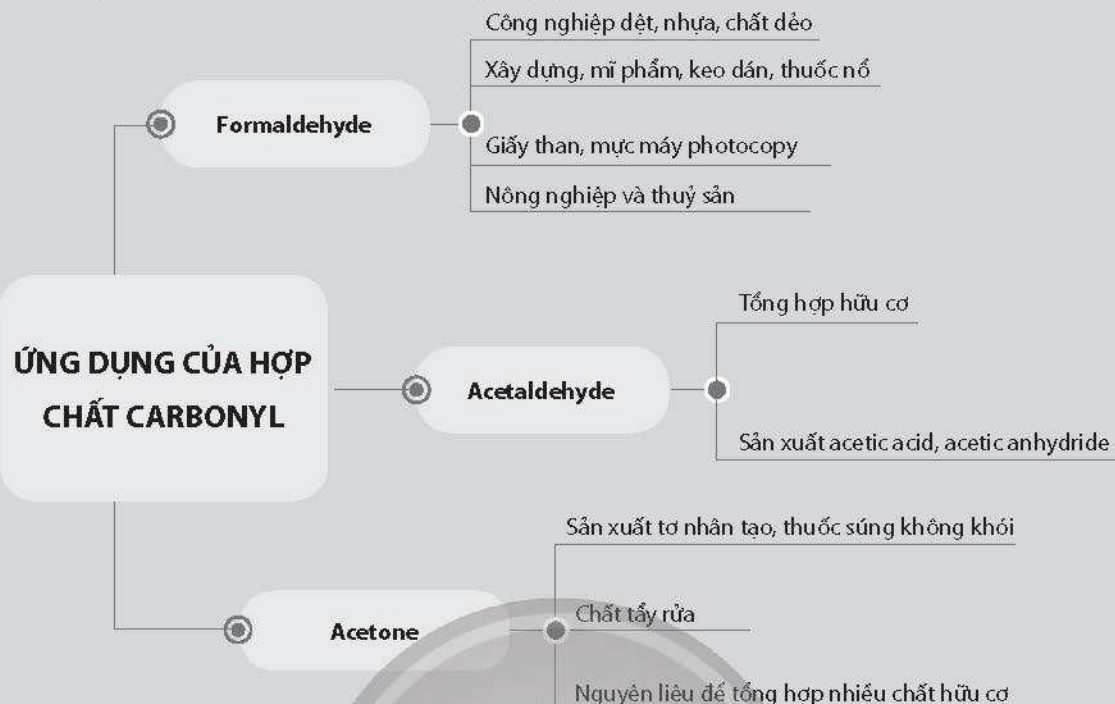 Công nghiệp dệt, nhựa, chất dẻo
Xây dựng, mĩ phẩm, keo dán, thuốc nổ
Formaldehyde
Giấy than, mực máy photocopy
Nông nghiệp và thuỷ sản
Tổng hợp hữu cơ
ỨNG DỤNG CỦA HỢP
CHẤT CARBONYL
Acetaldehyde
Sản xuất acetic acid, acetic anhydride
Sản xuất tơ nhân tạo, thuốc súng không khói
Chất tẩy rửa
Acetone
Nguyên liệu để tổng hợp nhiều chất hữu cơ